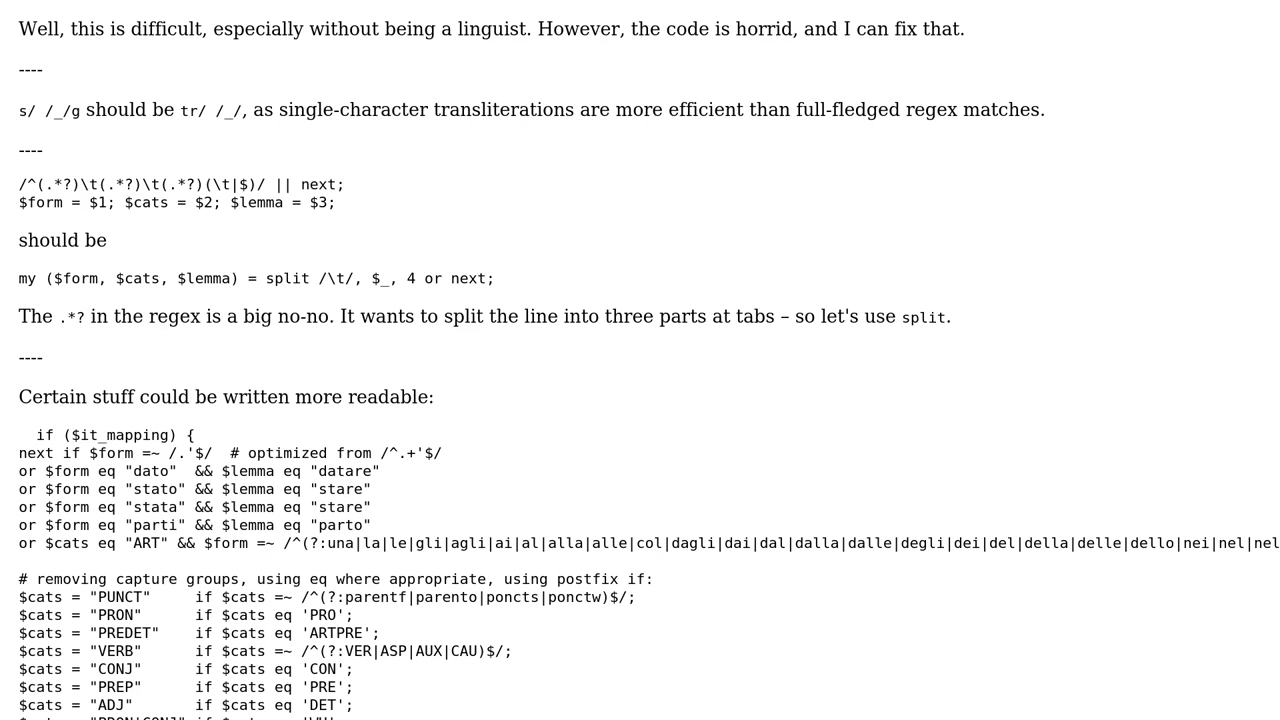 Well, this is difficult, especially without being a linguist. However, the code is horrid, and I can fix that.
----
s/ /_/g should be tr/ /_/, as single-character transliterations are more efficient than full-fledged regex matches.
----
/^(.*?)\t(.*?)\t(.*?)(\t|$)/ || next;
$form = $1; $cats = $2; $lemma = $3;
should be
my ($form, $cats, $lemma) = split /\t/, $_, 4 or next;
The .*? in the regex is a big no-no. It wants to split the line into three parts at tabs – so let's use split.
----
Certain stuff could be written more readable:
  if ($it_mapping) {
next if $form =~ /.'$/  # optimized from /^.+'$/
or $form eq "dato"  && $lemma eq "datare"
or $form eq "stato" && $lemma eq "stare"
or $form eq "stata" && $lemma eq "stare"
or $form eq "parti" && $lemma eq "parto"
or $cats eq "ART" && $form =~ /^(?:una|la|le|gli|agli|ai|al|alla|alle|col|dagli|dai|dal|dalla|dalle|degli|dei|del|della|delle|dello|nei|nel|nel
# removing capture groups, using eq where appropriate, using postfix if:
$cats = "PUNCT"     if $cats =~ /^(?:parentf|parento|poncts|ponctw)$/;
$cats = "PRON"      if $cats eq 'PRO';
$cats = "PREDET"    if $cats eq 'ARTPRE';
$cats = "VERB"      if $cats =~ /^(?:VER|ASP|AUX|CAU)$/;
$cats = "CONJ"      if $cats eq 'CON';
$cats = "PREP"      if $cats eq 'PRE';
$cats = "ADJ"       if $cats eq 'DET';